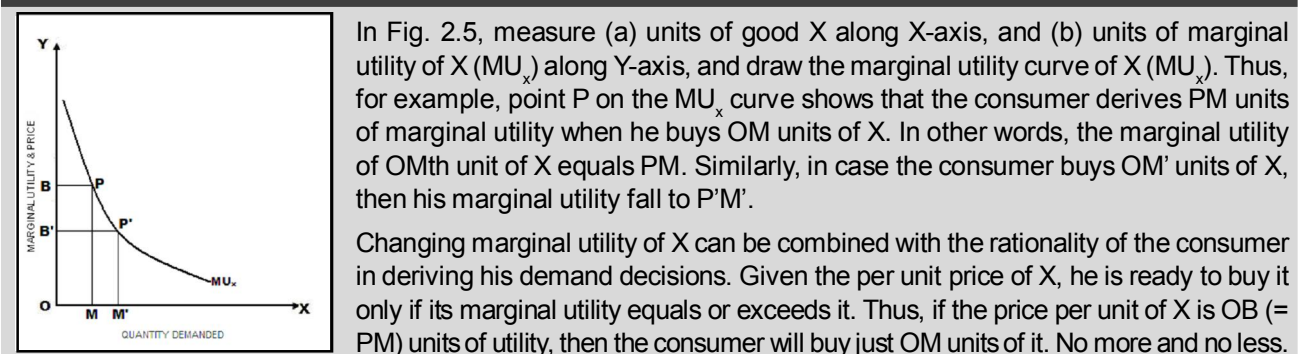 Y
MARGINAL UTILITY & PRICE
B
P
B'
P'
MUx
O
M M'
X
QUANTITY DEMANDED
In Fig. 2.5, measure (a) units of good X along X-axis, and (b) units of marginal
utility of X (MUx) along Y-axis, and draw the marginal utility curve of X (MUx). Thus,
for example, point P on the MUx curve shows that the consumer derives PM units
of marginal utility when he buys OM units of X. In other words, the marginal utility
of OMth unit of X equals PM. Similarly, in case the consumer buys OM’ units of X,
then his marginal utility fall to P’M’.
Changing marginal utility of X can be combined with the rationality of the consumer
in deriving his demand decisions. Given the per unit price of X, he is ready to buy it
only if its marginal utility equals or exceeds it. Thus, if the price per unit of X is OB (=
PM) units of utility, then the consumer will buy just OM units of it. No more and no less.